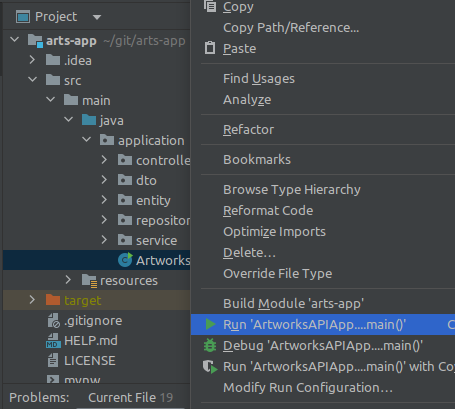 Project
arts-app ~/git/arts-app
.idea
src
main
java
application
controlle
dto
entity
repositor
service
Artworks
resources
target
.gitignore
HELP.md
LICENSE
mvnw
Problems: Current File 19
Copy
Copy Path/Reference...
Paste
Find Usages
Analyze
Refactor
Bookmarks
Browse Type Hierarchy
Reformat Code
Optimize Imports
Delete...
Override File Type
Build Module 'arts-app'
Run 'ArtworksAPIApp....main()' C
Debug 'ArtworksAPIApp....main()'
Run 'ArtworksAPIApp....main()' with Co
Modify Run Configuration...